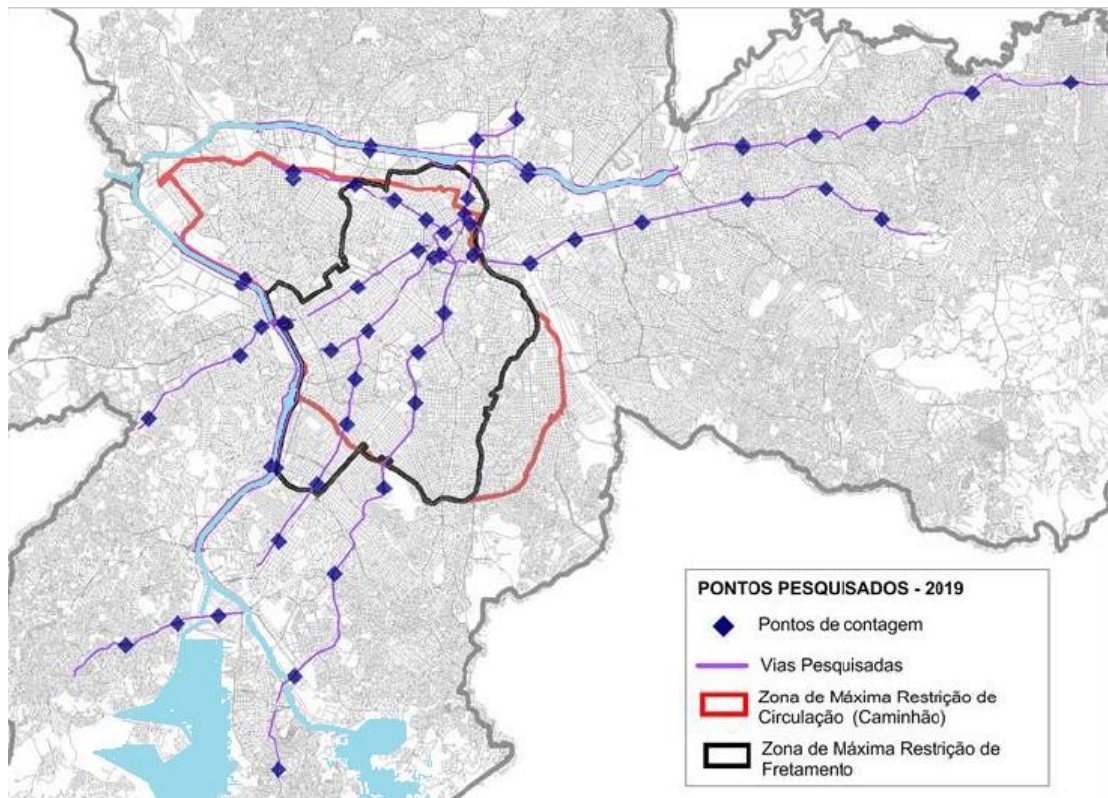 PONTOS PESQUISADOS - 2019
Pontos de contagem
Vias Pesquisadas
Zona de Máxima Restrição de
Circulação (Caminhão)
Zona de Máxima Restrição de
Fretamento